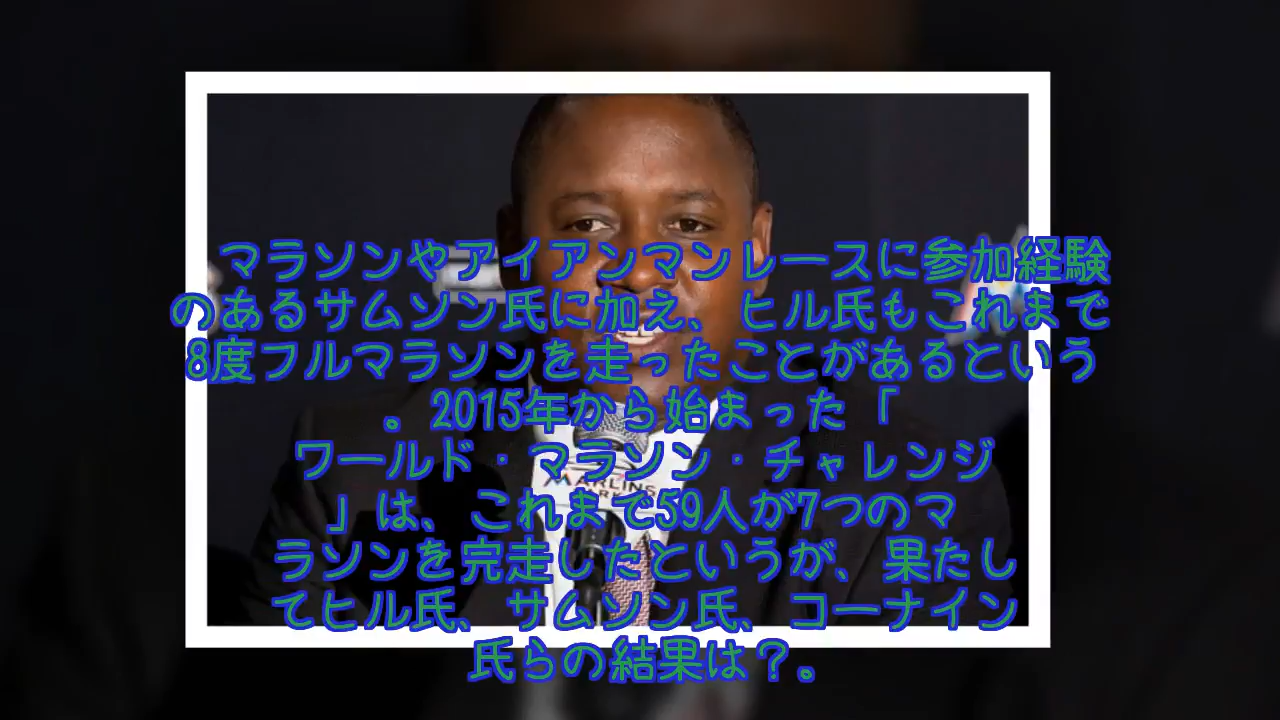 マラソンやアイアンマンレースに参加経験
のあるサムソン氏に加え、ヒル氏もこれまで
8度フルマラソンを走ったことがあるという
。2015年から始まった「
ワールド・マラソン・チャレンジ
」は、これまで59人が7つのマ
ラソンを完走したというが、果たし
てヒル氏、サムソン氏、コーナイン
氏らの結果は？。
MARLINS